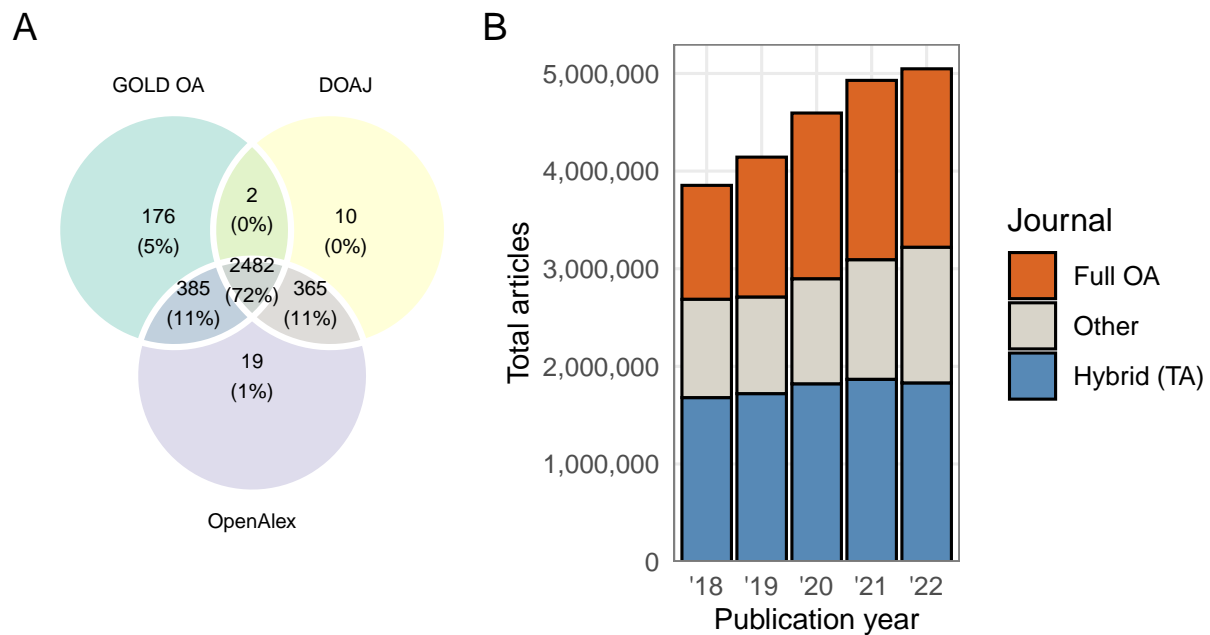 A
GOLD OA
DOAJ
176
(5%)
2
(0%)
10
(0%)
2482
(72%)
385
(11%)
365
(11%)
19
(1%)
OpenAlex
B
Total articles
5,000,000
4,000,000
3,000,000
2,000,000
1,000,000
0
'18 '19 '20 '21 '22
Publication year
Journal
Full OA
Other
Hybrid (TA)